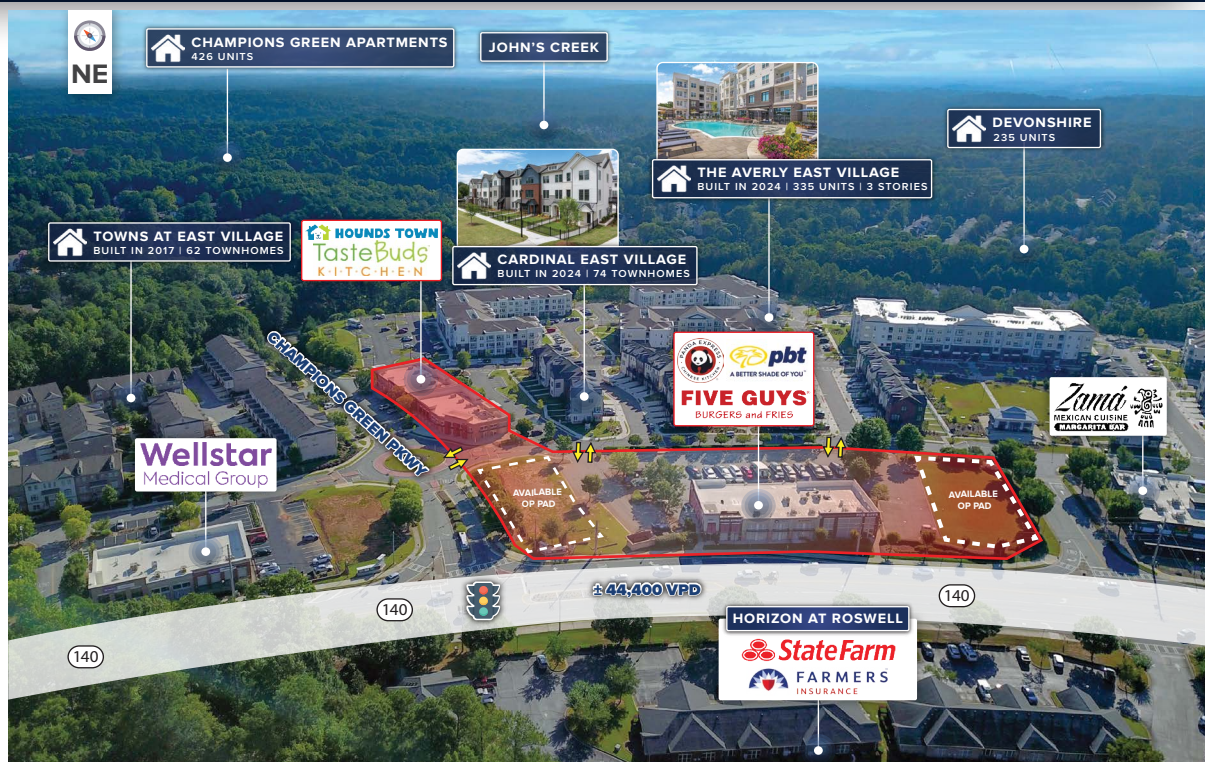 NE
CHAMPIONS GREEN APARTMENTS
426 UNITS
JOHN'S CREEK
DEVONSHIRE
235 UNITS
THE AVERLY EAST VILLAGE
BUILT IN 2024 | 335 UNITS | 3 STORIES
TOWNS AT EAST VILLAGE
BUILT IN 2017 | 62 TOWNHOMES
HOUNDS TOWN
TasteBuds
K·I·T·C·H·E·N
CARDINAL EAST VILLAGE
BUILT IN 2024 | 74 TOWNHOMES
CHAMPIONS GREEN PKWY
PANDA EXPRESS
CHINESE KITCHEN
pbt
A BETTER SHADE OF YOU™
FIVE GUYS®
BURGERS and FRIES
Zamá
MEXICAN CUISINE
MARGARITA BAR
Wellstar
Medical Group
AVAILABLE
OP PAD
AVAILABLE
OP PAD
± 44,400 VPD
140
140
140
HORIZON AT ROSWELL
State Farm
FARMERS
INSURANCE